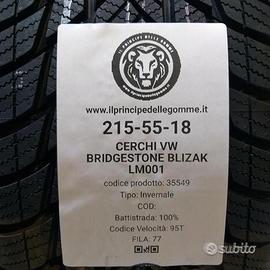 IL PRINCIPE DELLE GOMME
www.ilprincipedellegomme.it
215-55-18
CERCHI VW
BRIDGESTONE BLIZAK
LM001
codice prodotto: 35549
Tipo: Invernale
COD:
Battistrada: 100%
Codice Velocità: 95T
FILA: 77
subito